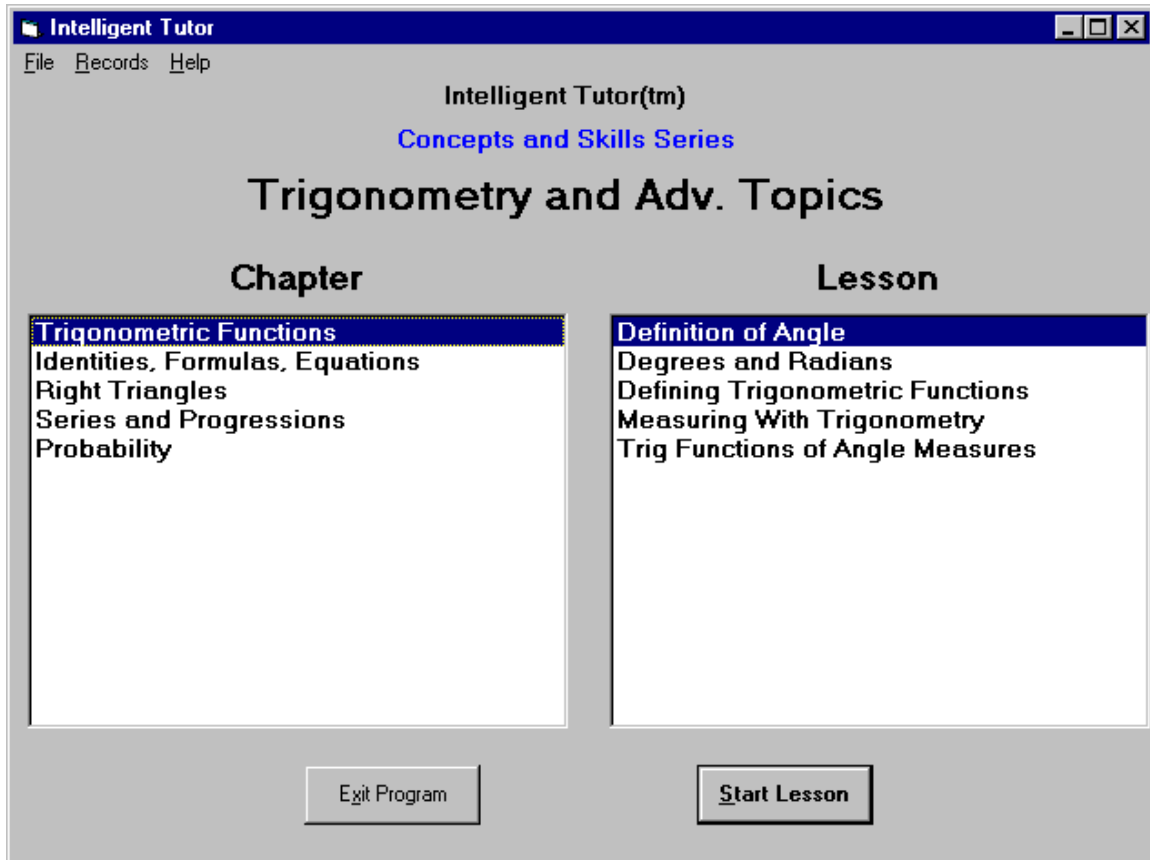 Intelligent Tutor
File Records Help
Intelligent Tutor(tm)
Concepts and Skills Series
Trigonometry and Adv. Topics
Chapter
Trigonometric Functions
Identities, Formulas, Equations
Right Triangles
Series and Progressions
Probability
Lesson
Definition of Angle
Degrees and Radians
Defining Trigonometric Functions
Measuring With Trigonometry
Trig Functions of Angle Measures
Exit Program
Start Lesson